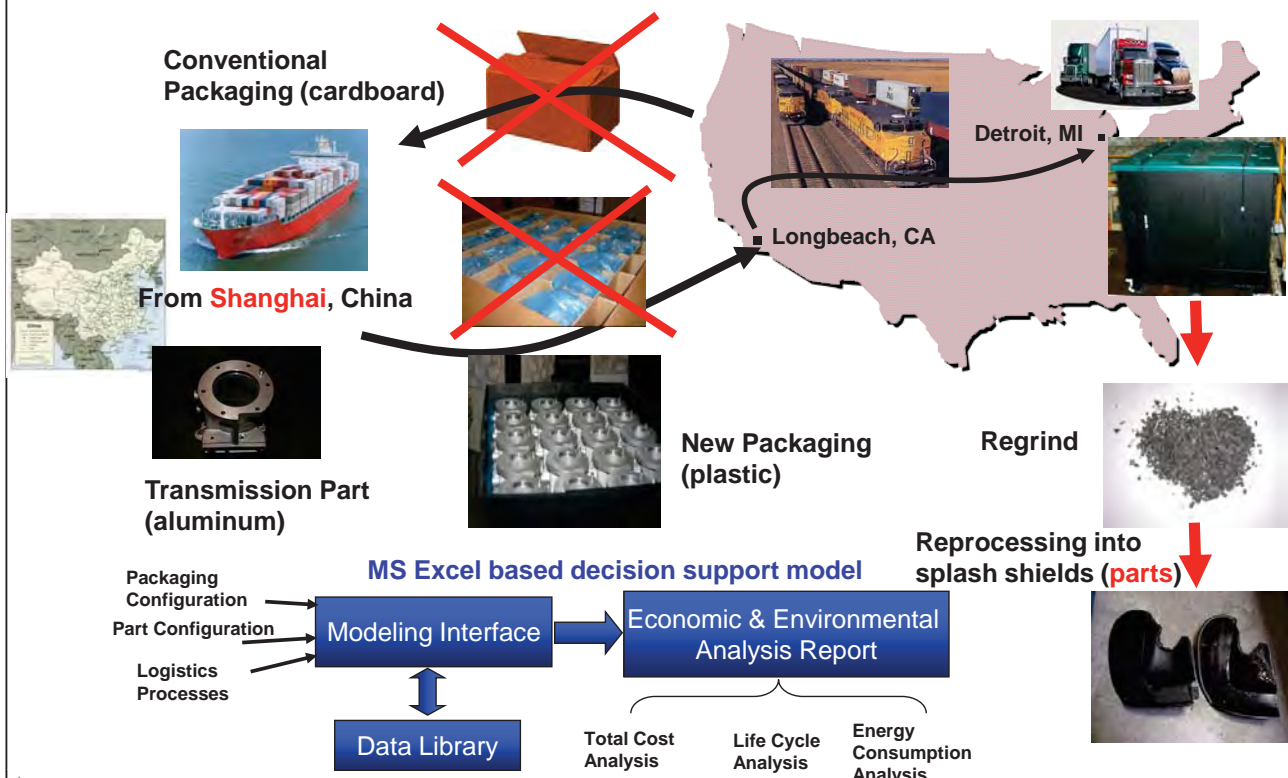 Conventional
Packaging (cardboard)
Detroit, MI
Longbeach, CA
From Shanghai, China
New Packaging
(plastic)
Regrind
Transmission Part
(aluminum)
Reprocessing into
splash shields (parts)
MS Excel based decision support model
Packaging
Configuration
Part Configuration
Logistics
Processes
Modeling Interface
Economic & Environmental
Analysis Report
Data Library
Total Cost
Analysis
Life Cycle
Analysis
Energy
Consumption
Analysis